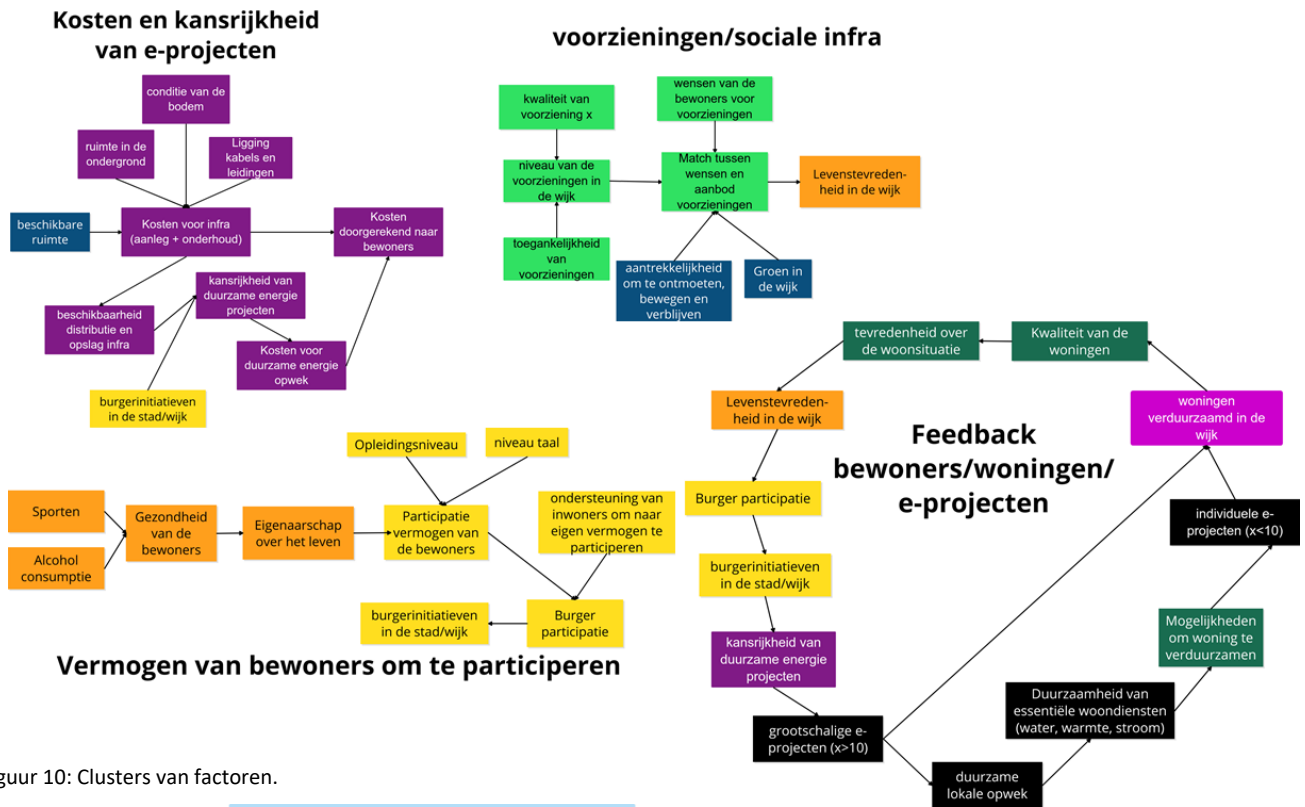 Kosten en kansrijkheid
van e-projecten
conditie van de
bodem
ruimte in de
ondergrond
Ligging
kabels en
leidingen
beschikbare
ruimte
Kosten voor infra
(aanleg + onderhoud)
Kosten
doorgerekend naar
bewoners
kansrijkheid van
duurzame energie
projecten
beschikbaarheid
distributie en
opslag infra
Kosten voor
duurzame energie
opwek
burgerinitiatieven
in de stad/wijk
voorzieningen/sociale infra
kwaliteit van
voorziening x
wensen van de
bewoners voor
voorzieningen
niveau van de
voorzieningen in
de wijk
Match tussen
wensen en
aanbod
voorzieningen
Levenstevreden-
heid in de wijk
toegankelijkheid
van
voorzieningen
aantrekkelijkheid
om te ontmoeten,
bewegen en
verblijven
Groen in
de wijk
Opleidingsniveau
niveau taal
Sporten
Alcohol
consumptie
Gezondheid
van de
bewoners
Eigenaarschap
over het leven
Participatie
vermogen van
de bewoners
ondersteuning van
inwoners om naar
eigen vermogen te
participeren
burgerinitiatieven
in de stad/wijk
Burger
participatie
Vermogen van bewoners om te participeren
tevredenheid over
de woonsituatie
Kwaliteit van de
woningen
Levenstevreden-
heid in de wijk
woningen
verduurzaamd in de
wijk
Feedback
bewoners/woningen/
e-projecten
Burger participatie
individuele e-
projecten (x<10)
burgerinitiatieven
in de stad/wijk
Mogelijkheden
om woning te
verduurzamen
kansrijkheid van
duurzame energie
projecten
Duurzaamheid van
essentiële woondiensten
(water, warmte, stroom)
grootschalige e-
projecten (x>10)
duurzame
lokale opwek
guur 10: Clusters van factoren.